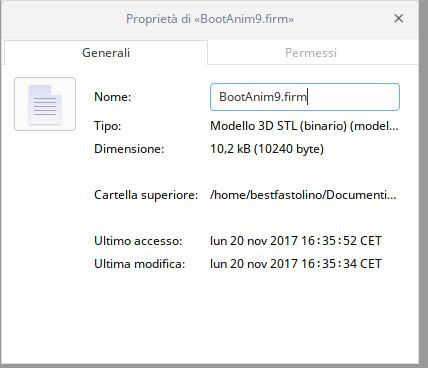 Proprietà di «BootAnim9.firm»
Generali
Permessi
Nome: BootAnim9.firm
Tipo: Modello 3D STL (binario) (model...
Dimensione: 10,2 kB (10240 byte)
Cartella superiore: /home/bestfastolino/Documenti...
Ultimo accesso: lun 20 nov 2017 16:35:52 CET
Ultima modifica: lun 20 nov 2017 16:35:34 CET